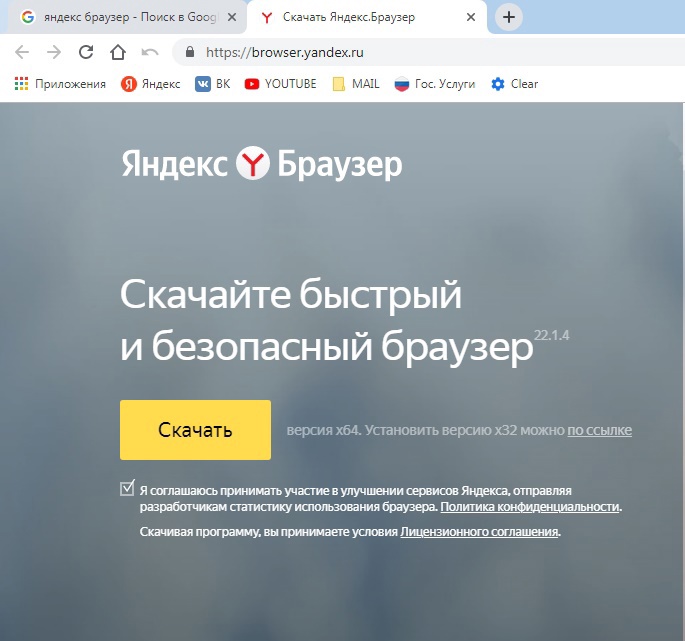 яндекс браузер - Поиск в Goog
Скачать Яндекс.Браузер
https://browser.yandex.ru
Приложения Яндекс ВК YOUTUBE MAIL Гос. Услуги Clear
Яндекс Браузер
Скачайте быстрый
и безопасный браузер 22.1.4
Скачать
версия x64. Установить версию x32 можно по ссылке
Я соглашаюсь принимать участие в улучшении сервисов Яндекса, отправляя
разработчикам статистику использования браузера. Политика конфиденциальности.
Скачивая программу, вы принимаете условия Лицензионного соглашения.